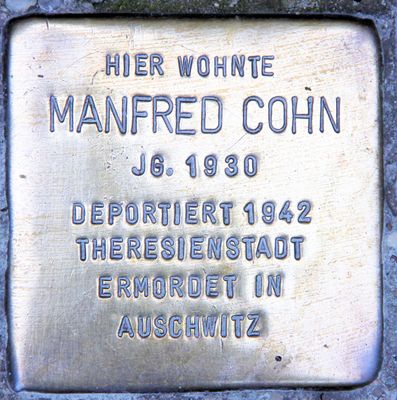 HIER WOHNTE
MANFRED COHN
JG. 1930
DEPORTIERT 1942
THERESIENSTADT
ERMORDET IN
AUSCHWITZ